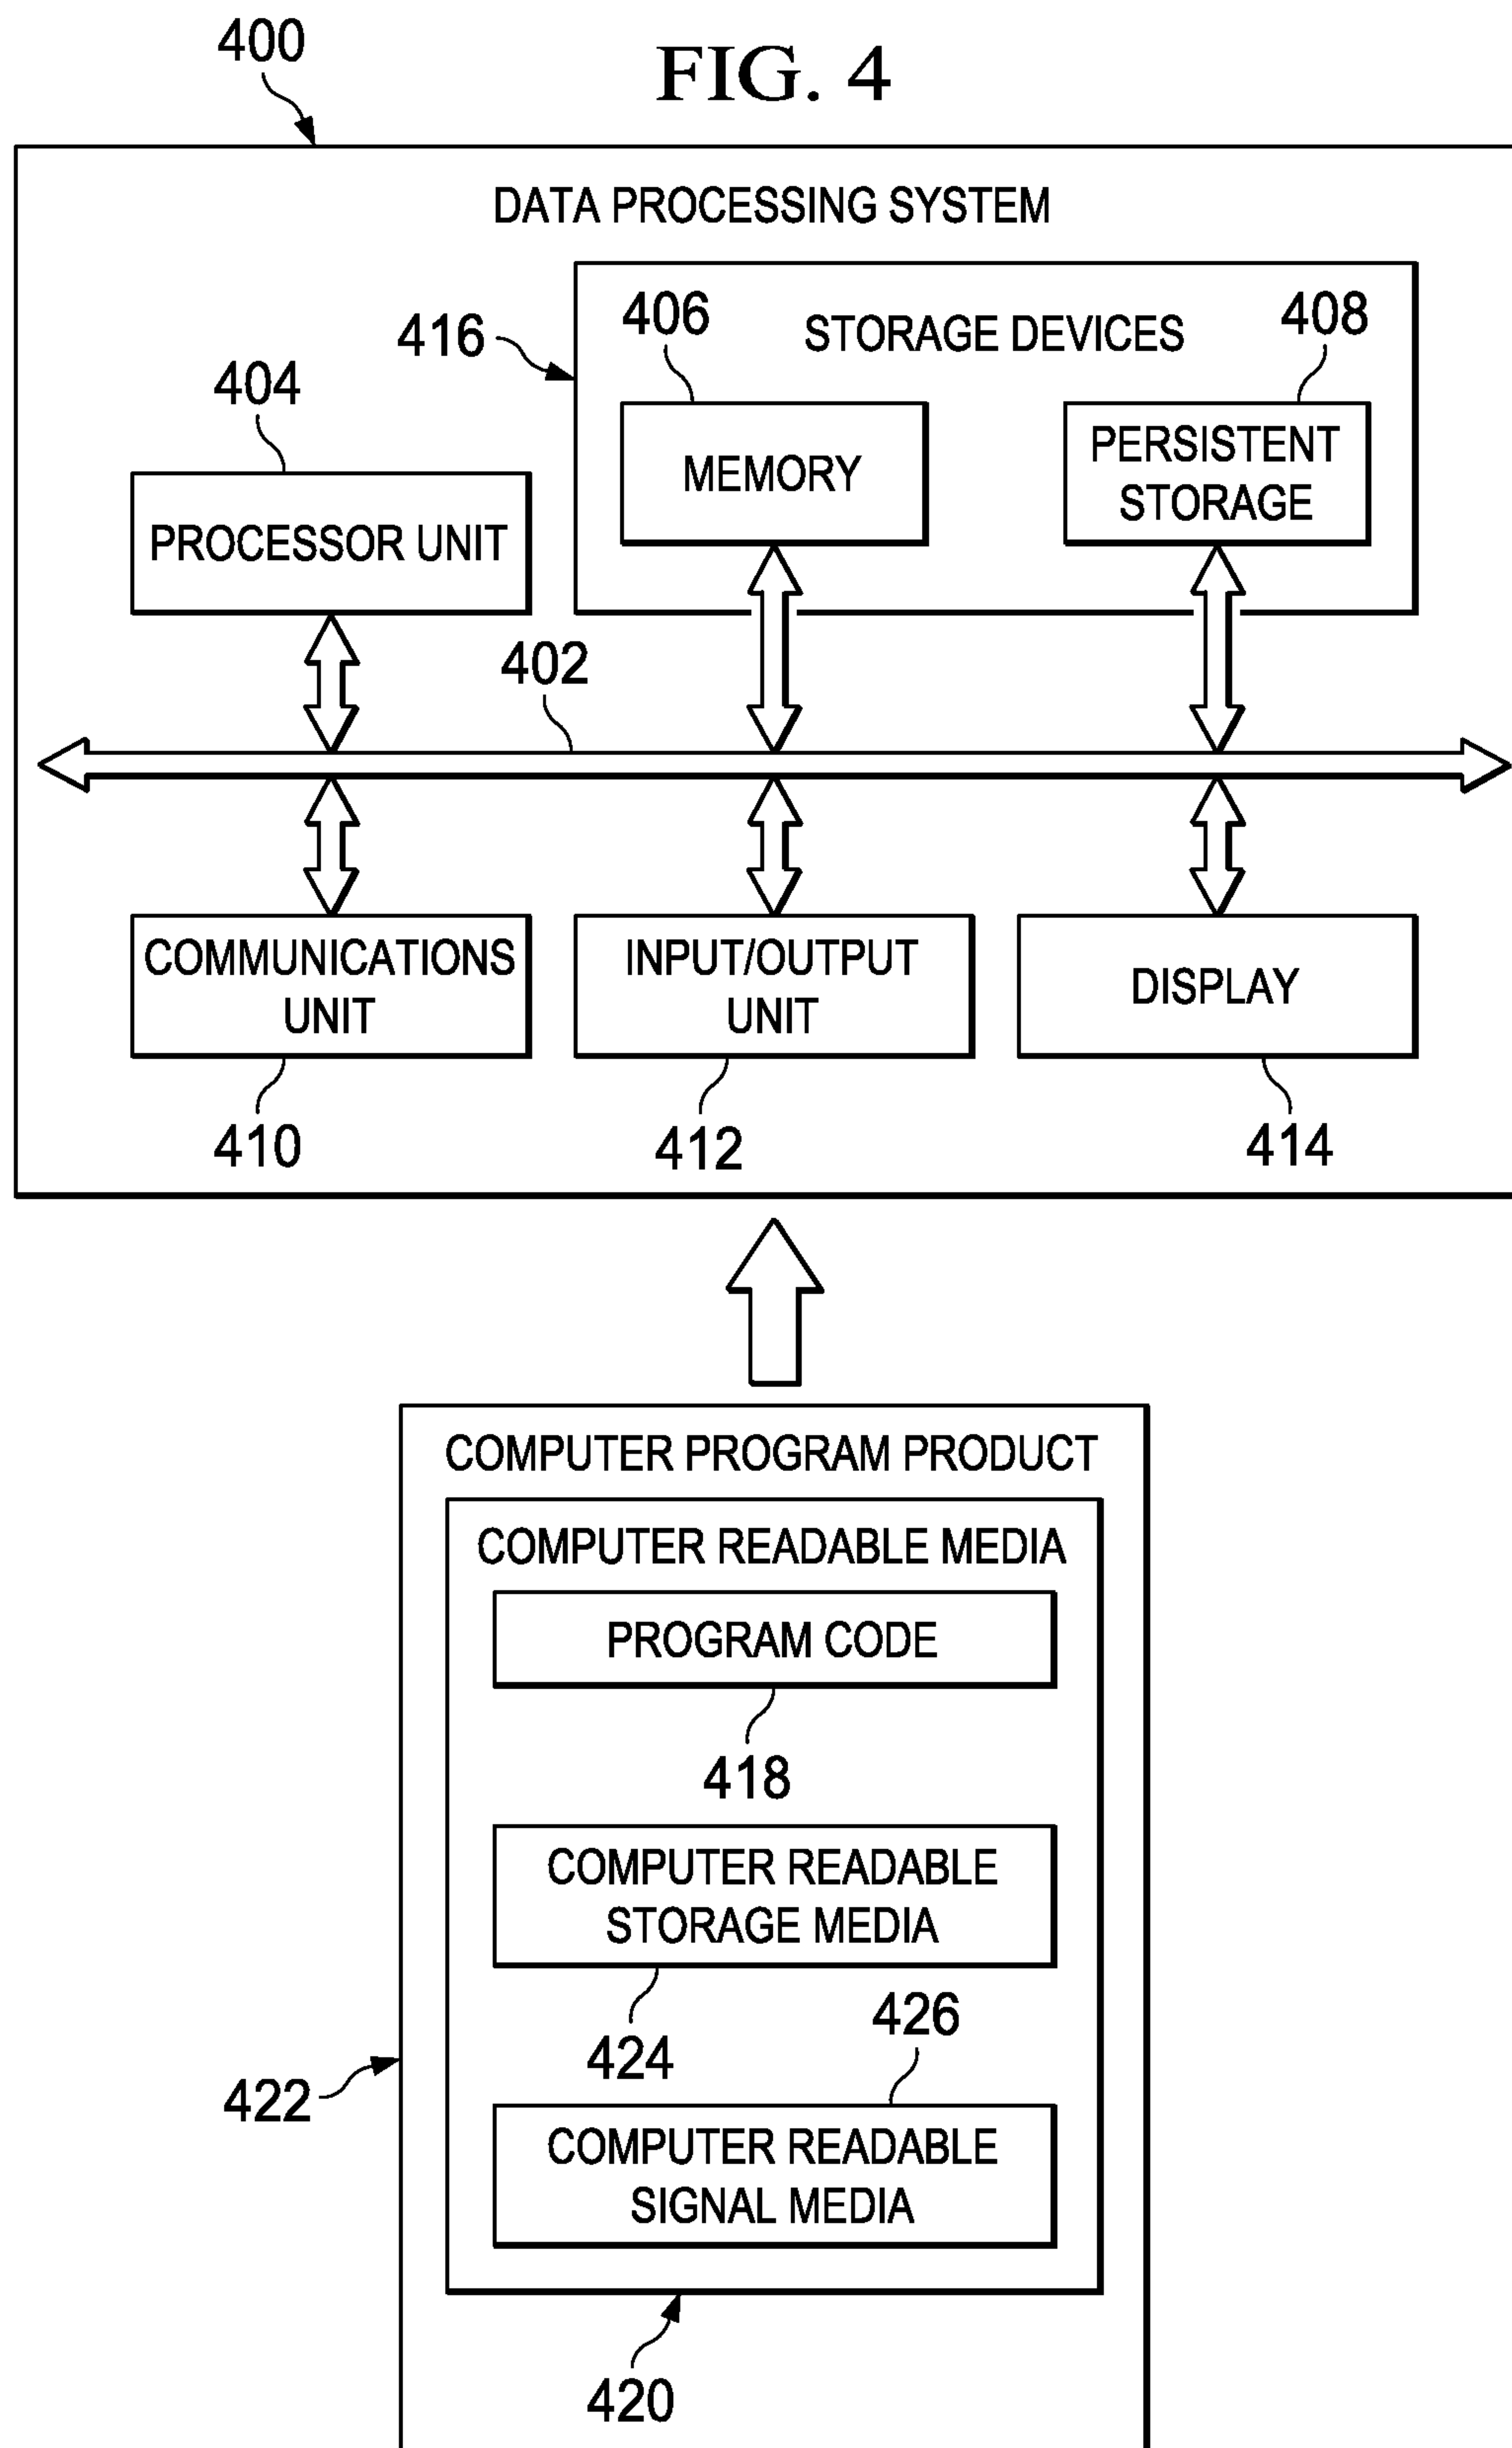 400
FIG. 4
DATA PROCESSING SYSTEM
416
406
STORAGE DEVICES
408
404
MEMORY
PERSISTENT
STORAGE
PROCESSOR UNIT
402
COMMUNICATIONS
UNIT
INPUT/OUTPUT
UNIT
DISPLAY
410
412
414
COMPUTER PROGRAM PRODUCT
COMPUTER READABLE MEDIA
PROGRAM CODE
418
COMPUTER READABLE
STORAGE MEDIA
424
426
422
COMPUTER READABLE
SIGNAL MEDIA
420